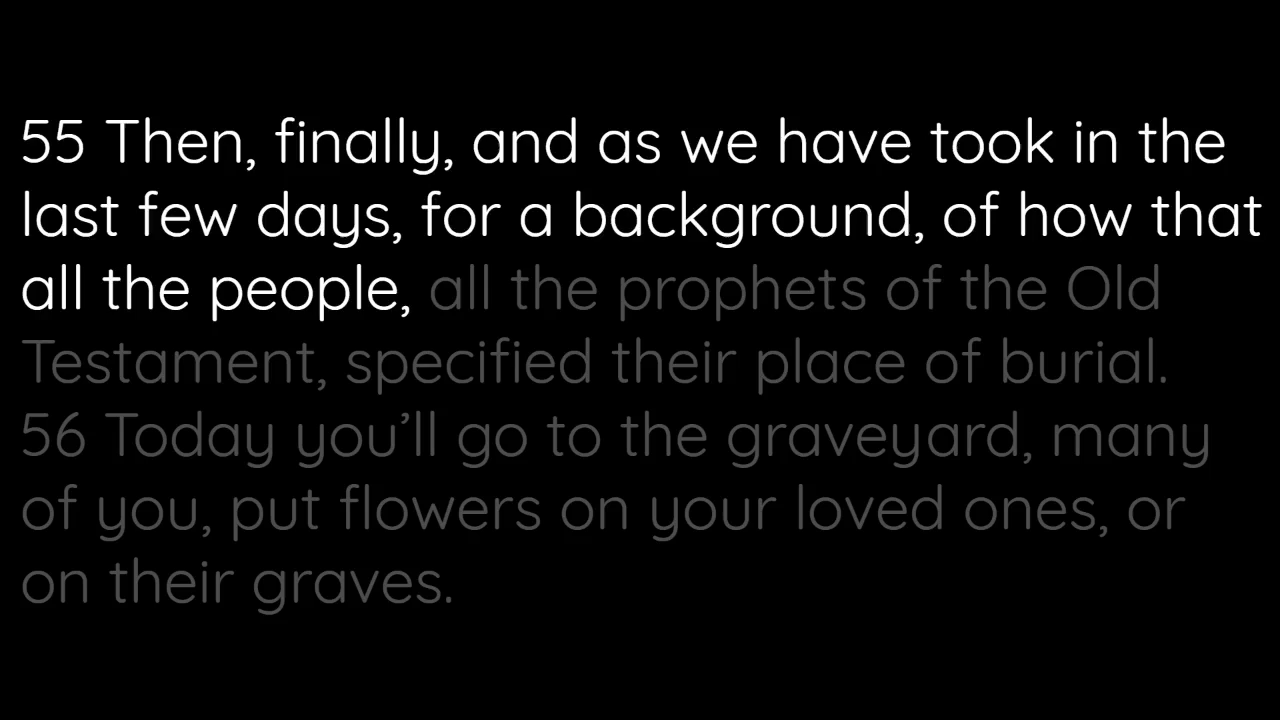 55 Then, finally, and as we have took in the
last few days, for a background, of how that
all the people, all the prophets of the Old
Testament, specified their place of burial.
56 Today you’ll go to the graveyard, many
of you, put flowers on your loved ones, or
on their graves.